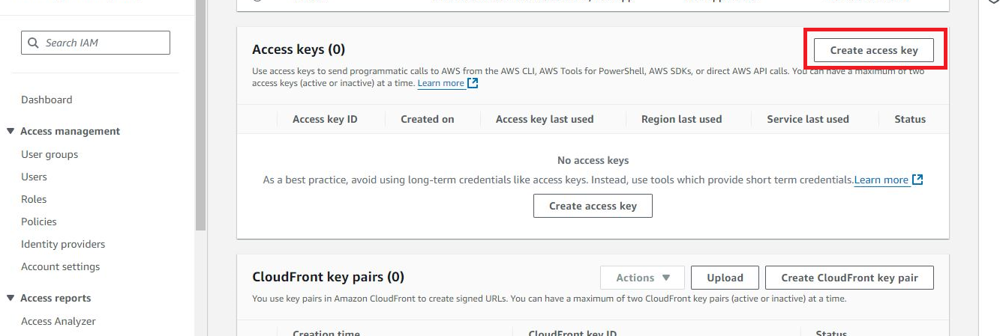 Search IAM
Dashboard
Access management
User groups
Users
Roles
Policies
Identity providers
Account settings
Access reports
Access Analyzer
Access keys (0)
Create access key
Use access keys to send programmatic calls to AWS from the AWS CLI, AWS Tools for PowerShell, AWS SDKs, or direct AWS API calls. You can have a maximum of two
access keys (active or inactive) at a time. Learn more
Access key ID Created on Access key last used Region last used Service last used Status
No access keys
As a best practice, avoid using long-term credentials like access keys. Instead, use tools which provide short term credentials.Learn more
Create access key
CloudFront key pairs (0)
Actions Upload Create CloudFront key pair
You use key pairs in Amazon CloudFront to create signed URLs. You can have a maximum of two CloudFront key pairs (active or inactive) at a time.
Creation time CloudFront key ID Status